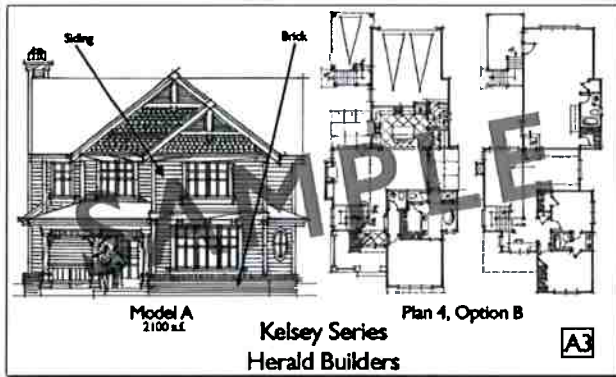 Siding
Brick
SAMPLE
Model A
2100 s.f.
Plan 4, Option B
Kelsey Series
Herald Builders
A3